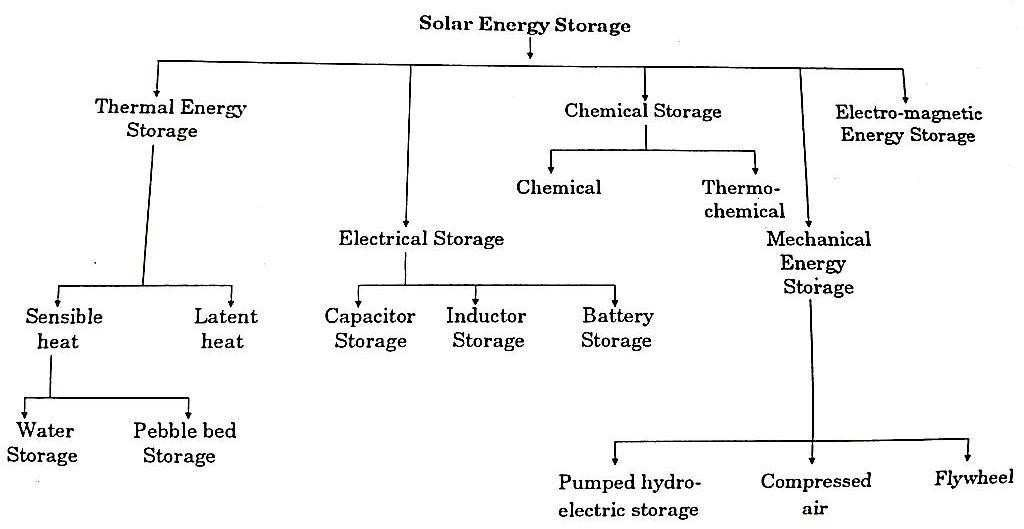 Solar Energy Storage
Thermal Energy
Storage
Chemical Storage
Electro-magnetic
Energy Storage
Chemical
Thermo-
chemical
Electrical Storage
Mechanical
Energy
Storage
Sensible
heat
Latent
heat
Capacitor
Storage
Inductor
Storage
Battery
Storage
Water
Storage
Pebble bed
Storage
Pumped hydro-
electric storage
Compressed
air
Flywheel